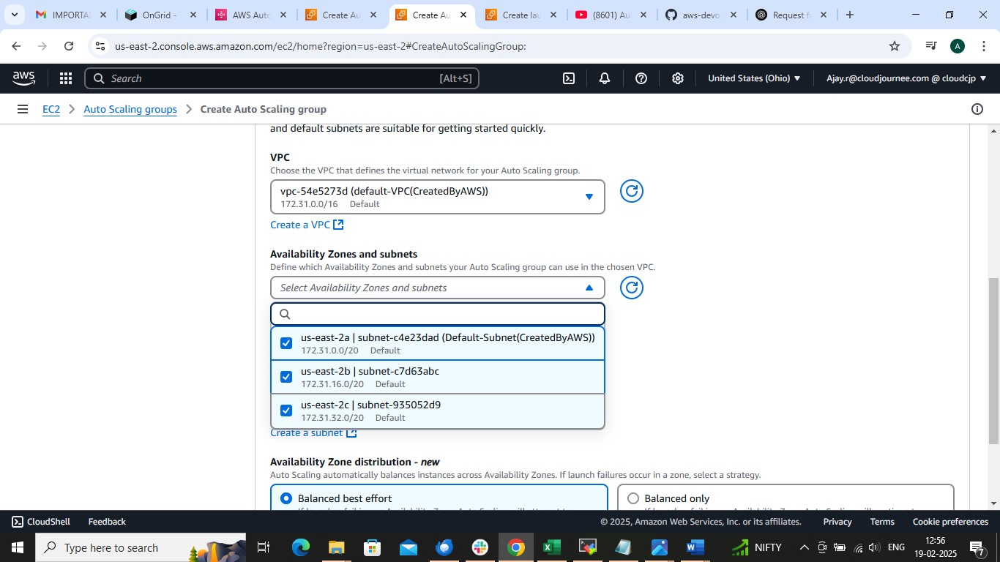 IMPORTA
OnGrid -
AWS Auto
Create Au
Create Au
Create lau
(8601) Au
aws-devo
Request f
us-east-2.console.aws.amazon.com/ec2/home?region=us-east-2#CreateAutoScalingGroup:
A
aws
Search
[Alt+S]
United States (Ohio)
Ajay.r@cloudjournee.com @ cloudcjp
EC2
Auto Scaling groups
Create Auto Scaling group
and default subnets are suitable for getting started quickly.
VPC
Choose the VPC that defines the virtual network for your Auto Scaling group.
vpc-54e5273d (default-VPC(CreatedByAWS))
172.31.0.0/16 Default
Create a VPC
Availability Zones and subnets
Define which Availability Zones and subnets your Auto Scaling group can use in the chosen VPC.
Select Availability Zones and subnets
us-east-2a | subnet-c4e23dad (Default-Subnet(CreatedByAWS))
172.31.0.0/20 Default
us-east-2b | subnet-c7d63abc
172.31.16.0/20 Default
us-east-2c | subnet-935052d9
172.31.32.0/20 Default
Create a subnet
Availability Zone distribution - new
Auto Scaling automatically balances instances across Availability Zones. If launch failures occur in a zone, select a strategy.
Balanced best effort
Balanced only
CloudShell
Feedback
© 2025, Amazon Web Services, Inc. or its affiliates.
Privacy
Terms
Cookie preferences
Type here to search
NIFTY
ENG
12:56
19-02-2025
7